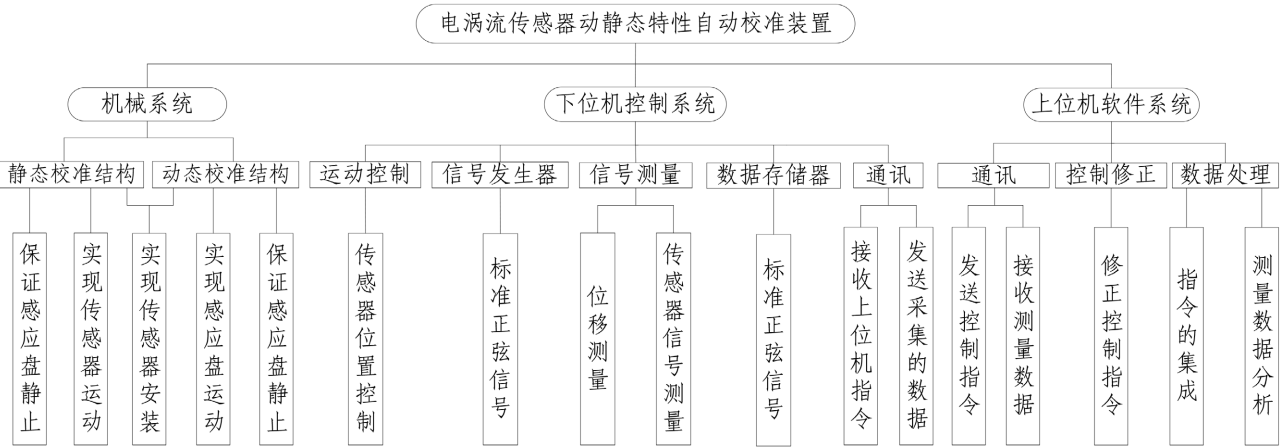 电涡流传感器动静态特性自动校准装置
机械系统
下位机控制系统
上位机软件系统
静态校准结构
动态校准结构
运动控制
信号发生器
信号测量
数据存储器
通讯
通讯
控制修正
数据处理
保证感应盘静止
实现传感器运动
实现传感器安装
实现感应盘运动
保证感应盘静止
传感器位置控制
标准正弦信号
位移测量
传感器信号测量
标准正弦信号
接收上位机指令
发送采集的数据
发送控制指令
接收测量数据
修正控制指令
指令的集成
测量数据分析